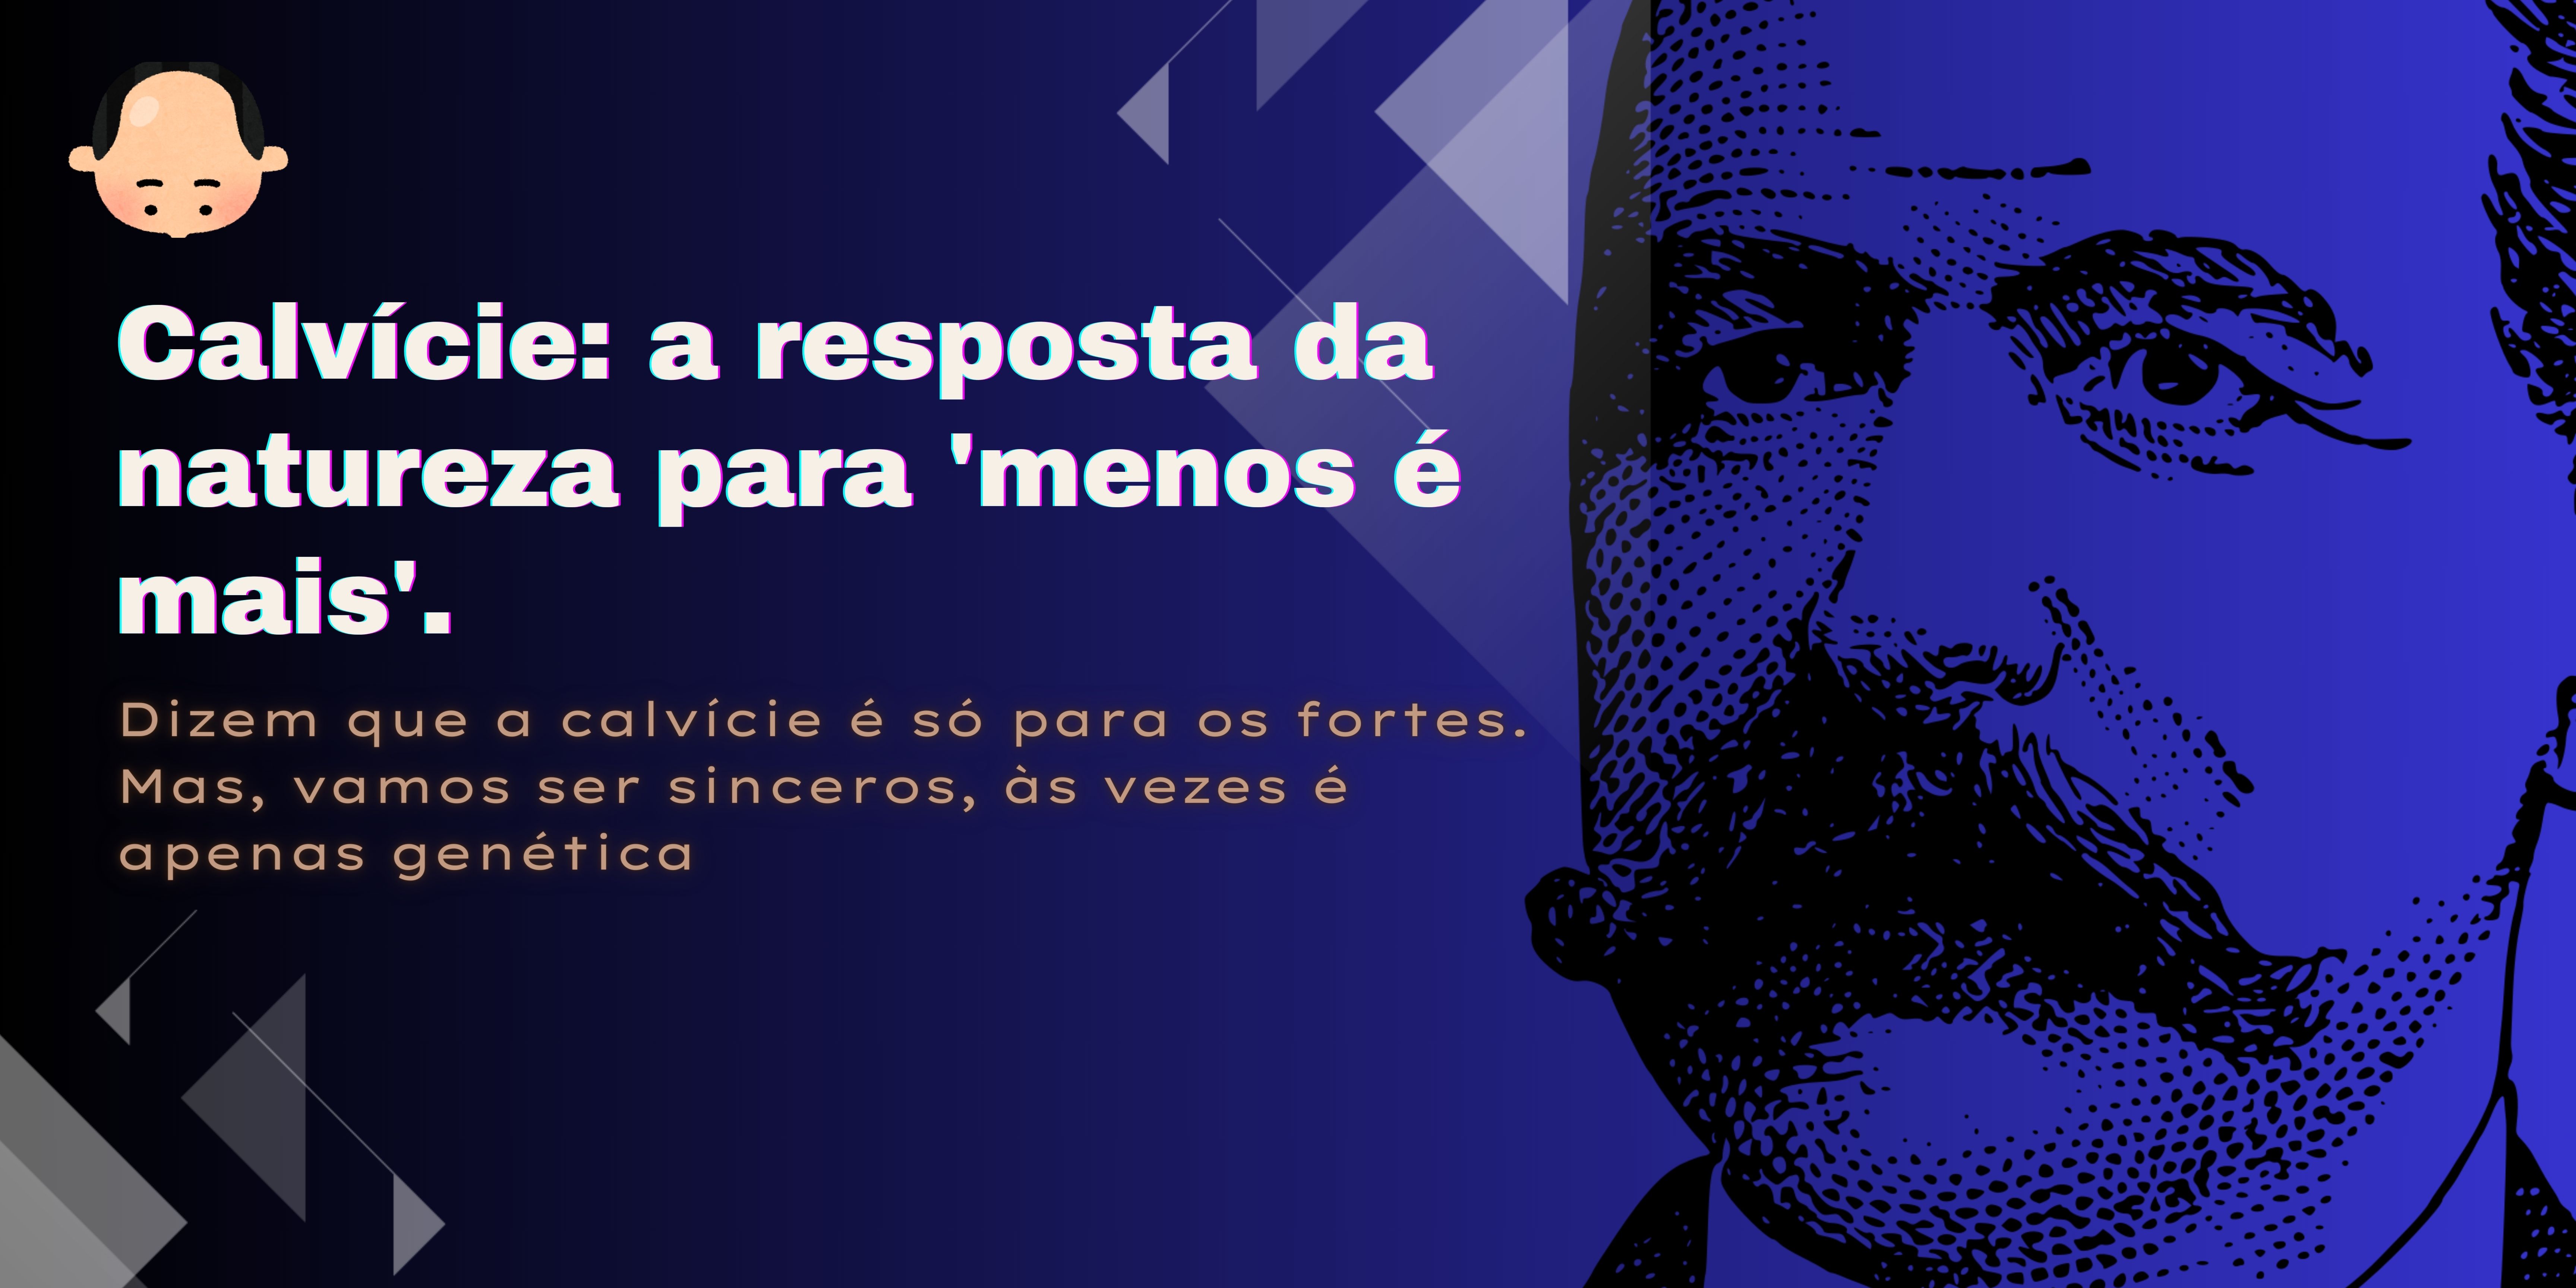 Calvície: a resposta da
natureza para 'menos é
mais'.
Dizem que a calvície é só para os fortes.
Mas, vamos ser sinceros, às vezes é
apenas genética